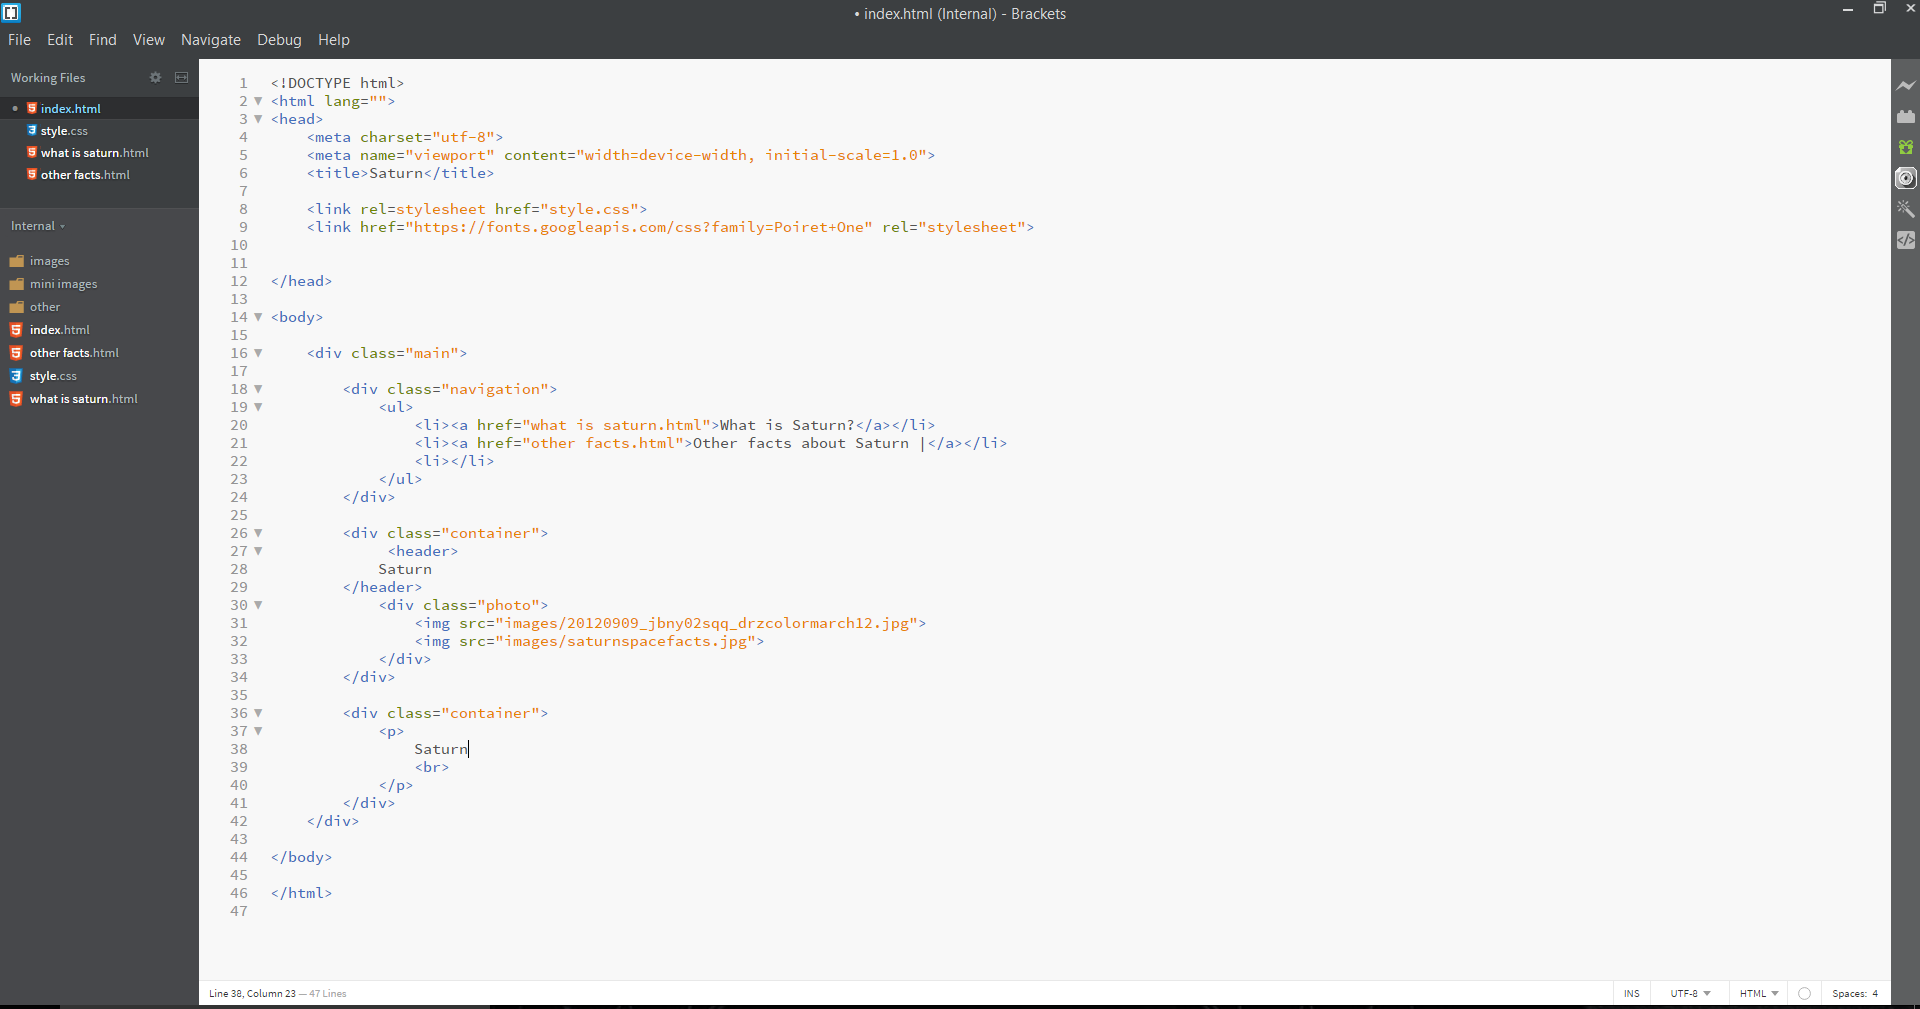 • index.html (Internal) - Brackets
File Edit Find View Navigate Debug Help
Working Files
• index.html
style.css
what is saturn.html
other facts.html
Internal
images
mini images
other
index.html
other facts.html
style.css
what is saturn.html
1 <!DOCTYPE html>
2 <html lang="">
3 <head>
4     <meta charset="utf-8">
5     <meta name="viewport" content="width=device-width, initial-scale=1.0">
6     <title>Saturn</title>
7
8     <link rel=stylesheet href="style.css">
9     <link href="https://fonts.googleapis.com/css?family=Poiret+One" rel="stylesheet">
10
11
12 </head>
13
14 <body>
15
16     <div class="main">
17
18         <div class="navigation">
19             <ul>
20                 <li><a href="what is saturn.html">What is Saturn?</a></li>
21                 <li><a href="other facts.html">Other facts about Saturn |</a></li>
22                 <li></li>
23             </ul>
24         </div>
25
26         <div class="container">
27              <header>
28             Saturn
29         </header>
30             <div class="photo">
31                 <img src="images/20120909_jbny02sqq_drzcolormarch12.jpg">
32                 <img src="images/saturnspacefacts.jpg">
33             </div>
34         </div>
35
36         <div class="container">
37             <p>
38                 Saturn
39                 <br>
40             </p>
41         </div>
42     </div>
43
44 </body>
45
46 </html>
47
Line 38, Column 23 — 47 Lines
INS UTF-8 HTML Spaces: 4